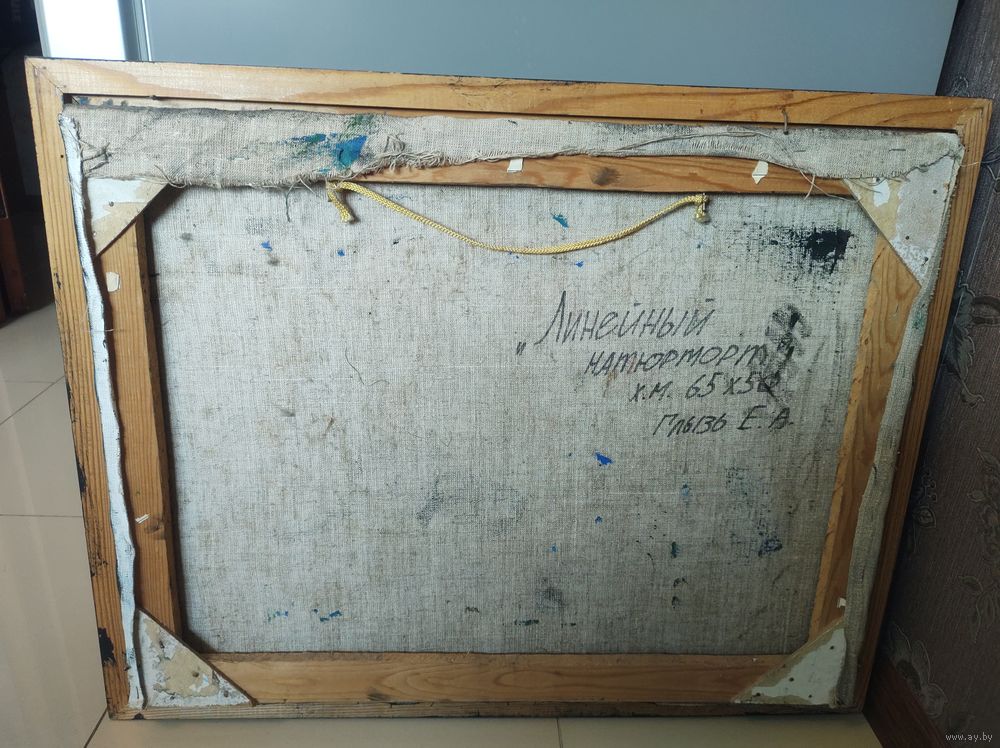 "Линейный
натюрморт"
х.м. 65х50
Глызь Е.А.
www.ay.by